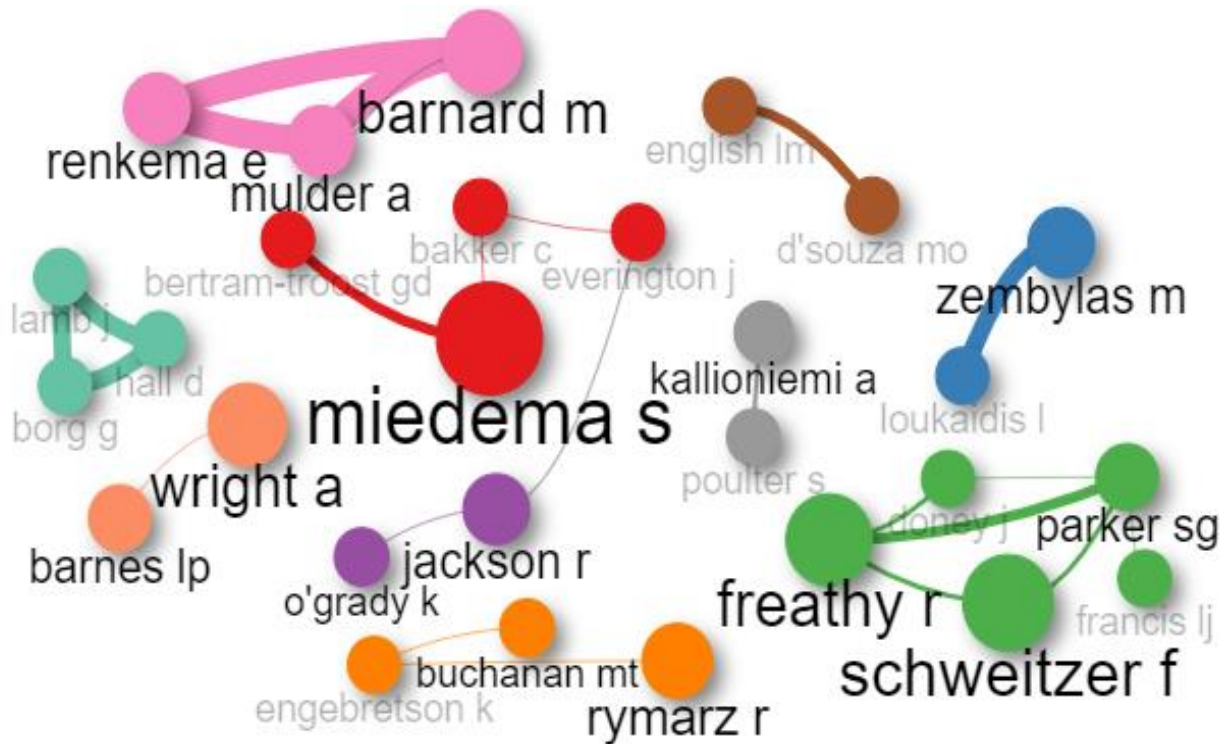 barnard m
renkema e
english lm
mulder a
bakker c
d'souza mo
bertram-troost gd
everington j
zembylas m
lamb j
hall d
kallioniemi a
borg g
miedema s
loukaidis l
wright a
poulter s
doney j
parker sg
barnes lp
jackson r
o'grady k
freathy r
francis lj
buchanan mt
schweitzer f
engebretson k
rymarz r